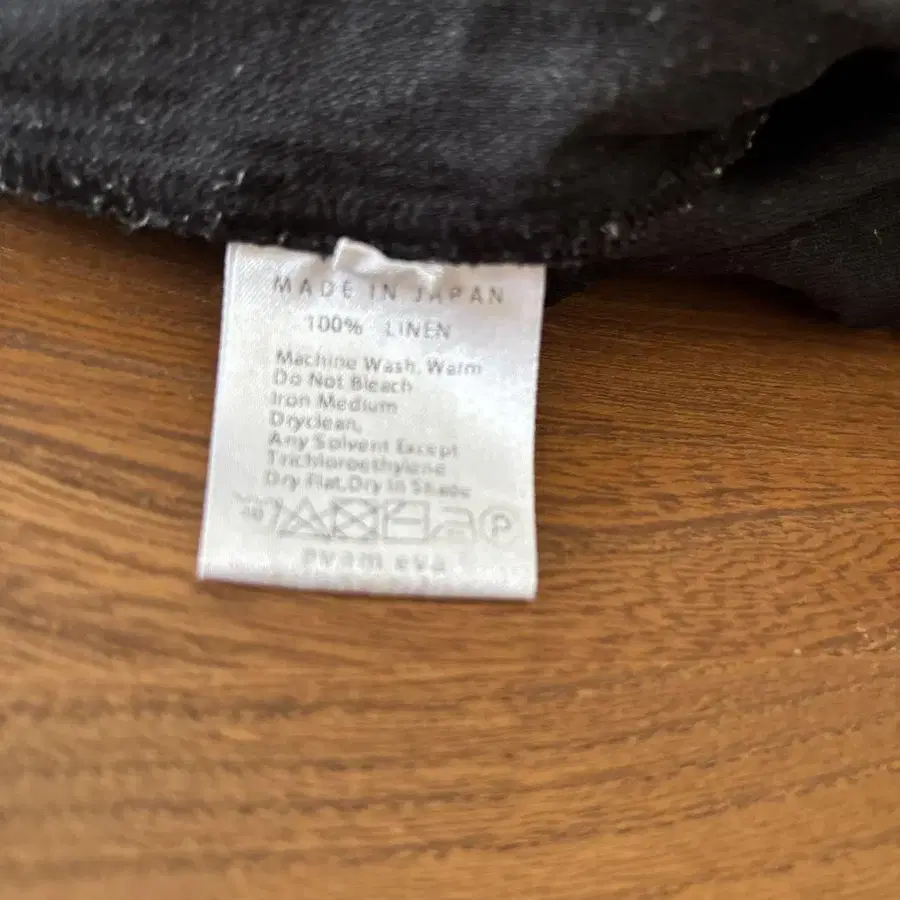 MADE IN JAPAN
100% LINEN
Machine Wash, Warm
Do Not Bleach
Iron Medium
Dryclean,
Any Solvent Except
Trichloroethylene
Dry Flat,Dry In Shade
40 P
evam eva